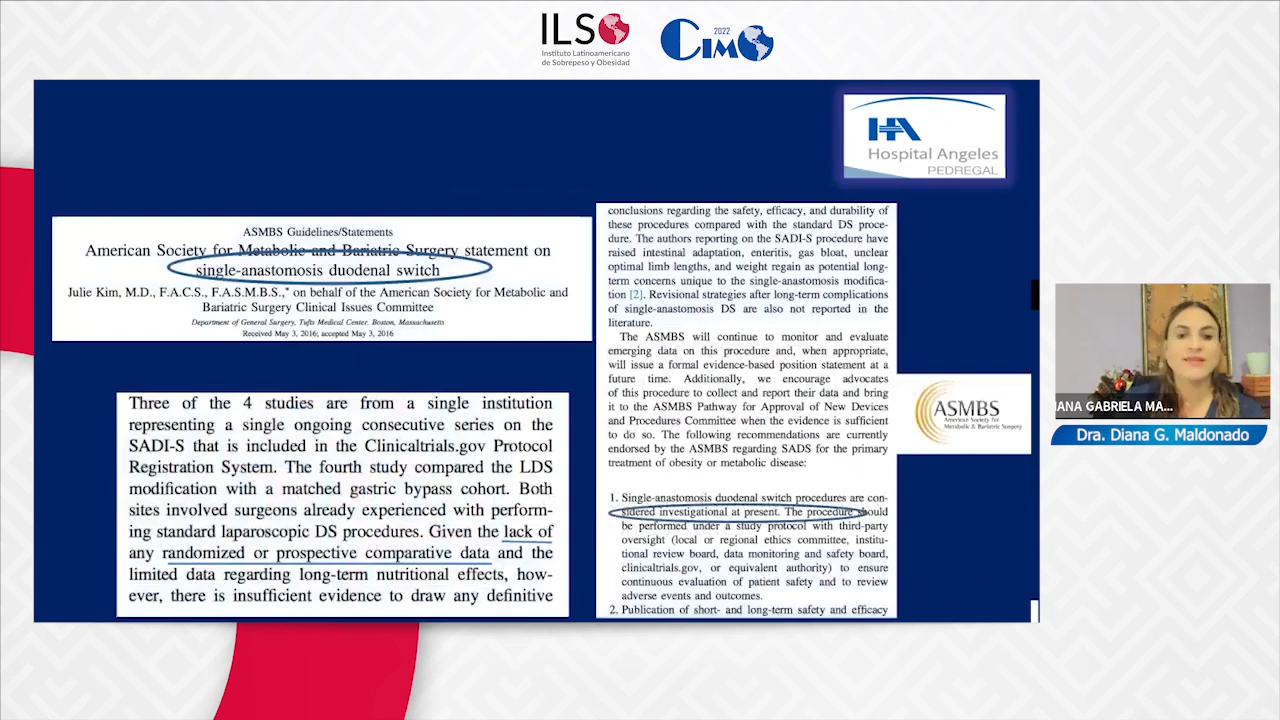 ILSO
Instituto Latinoamericano
de Sobrepeso y Obesidad
2022
CIMO
HA
Hospital Angeles
PEDREGAL
ASMBS Guidelines/Statements
American Society for Metabolic and Bariatric Surgery statement on
single-anastomosis duodenal switch
Julie Kim, M.D., F.A.C.S., F.A.S.M.B.S.,* on behalf of the American Society for Metabolic and
Bariatric Surgery Clinical Issues Committee
Department of General Surgery, Tufts Medical Center, Boston, Massachusetts
Received May 3, 2016; accepted May 3, 2016
Three of the 4 studies are from a single institution
representing a single ongoing consecutive series on the
SADI-S that is included in the Clinicaltrials.gov Protocol
Registration System. The fourth study compared the LDS
modification with a matched gastric bypass cohort. Both
sites involved surgeons already experienced with perform-
ing standard laparoscopic DS procedures. Given the lack of
any randomized or prospective comparative data and the
limited data regarding long-term nutritional effects, how-
ever, there is insufficient evidence to draw any definitive
conclusions regarding the safety, efficacy, and durability of
these procedures compared with the standard DS proce-
dure. The authors reporting on the SADI-S procedure have
raised intestinal adaptation, enteritis, gas bloat, unclear
optimal limb lengths, and weight regain as potential long-
term concerns unique to the single-anastomosis modifica-
tion [2]. Revisional strategies after long-term complications
of single-anastomosis DS are also not reported in the
literature.
The ASMBS will continue to monitor and evaluate
emerging data on this procedure and, when appropriate,
will issue a formal evidence-based position statement at a
future time. Additionally, we encourage advocates
of this procedure to collect and report their data and bring
it to the ASMBS Pathway for Approval of New Devices
and Procedures Committee when the evidence is sufficient
to do so. The following recommendations are currently
endorsed by the ASMBS regarding SADS for the primary
treatment of obesity or metabolic disease:
1. Single-anastomosis duodenal switch procedures are con-
sidered investigational at present. The procedure should
be performed under a study protocol with third-party
oversight (local or regional ethics committee, institu-
tional review board, data monitoring and safety board,
clinicaltrials.gov, or equivalent authority) to ensure
continuous evaluation of patient safety and to review
adverse events and outcomes.
2. Publication of short- and long-term safety and efficacy
ASMBS
American Society for
Metabolic & Bariatric Surgery
IANA GABRIELA MA...
Dra. Diana G. Maldonado